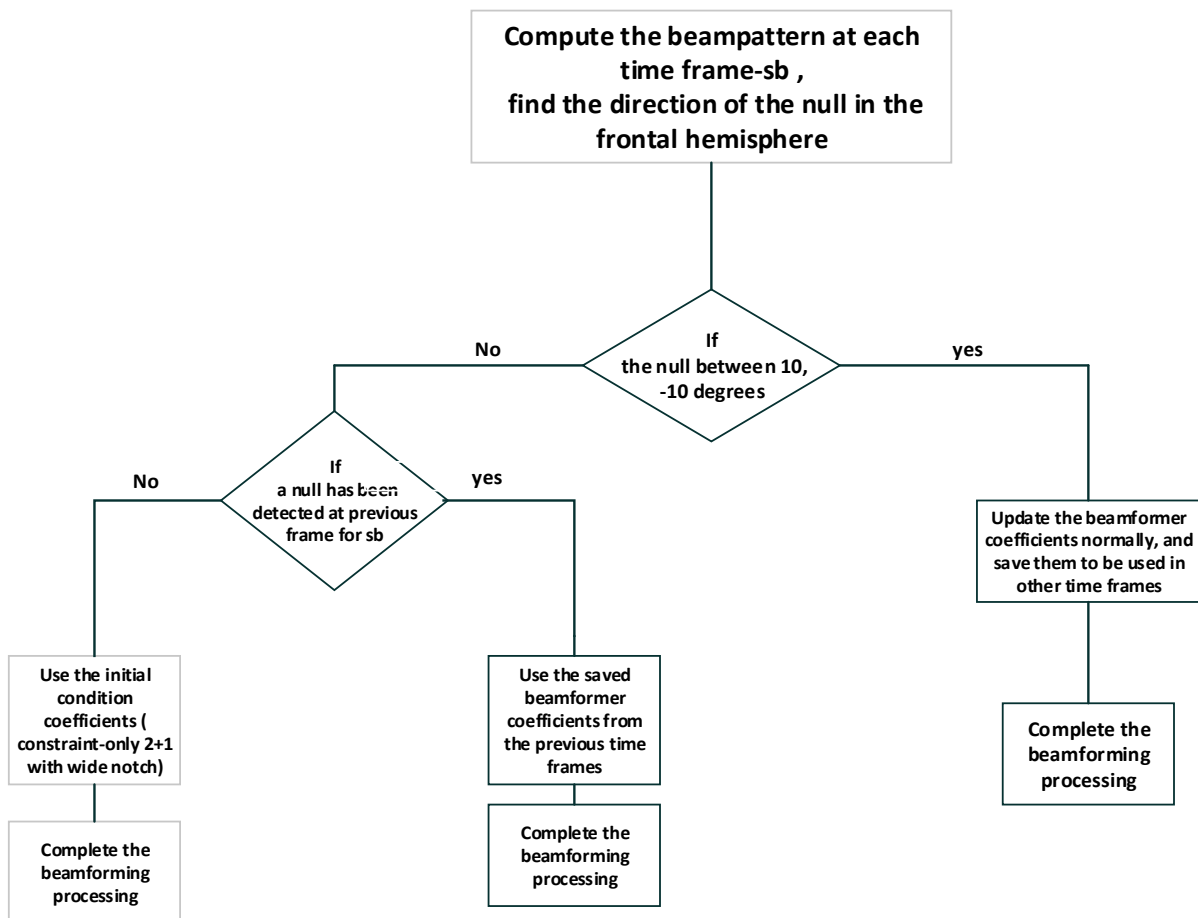 Compute the beampattern at each
time frame-sb ,
find the direction of the null in the
frontal hemisphere
If
the null between 10,
-10 degrees
No
yes
If
a null has been
detected at previous
frame for sb
No
yes
Update the beamformer
coefficients normally, and
save them to be used in
other time frames
Use the initial
condition
coefficients (
constraint-only 2+1
with wide notch)
Use the saved
beamformer
coefficients from
the previous time
frames
Complete the
beamforming
processing
Complete the
beamforming
processing
Complete the
beamforming
processing